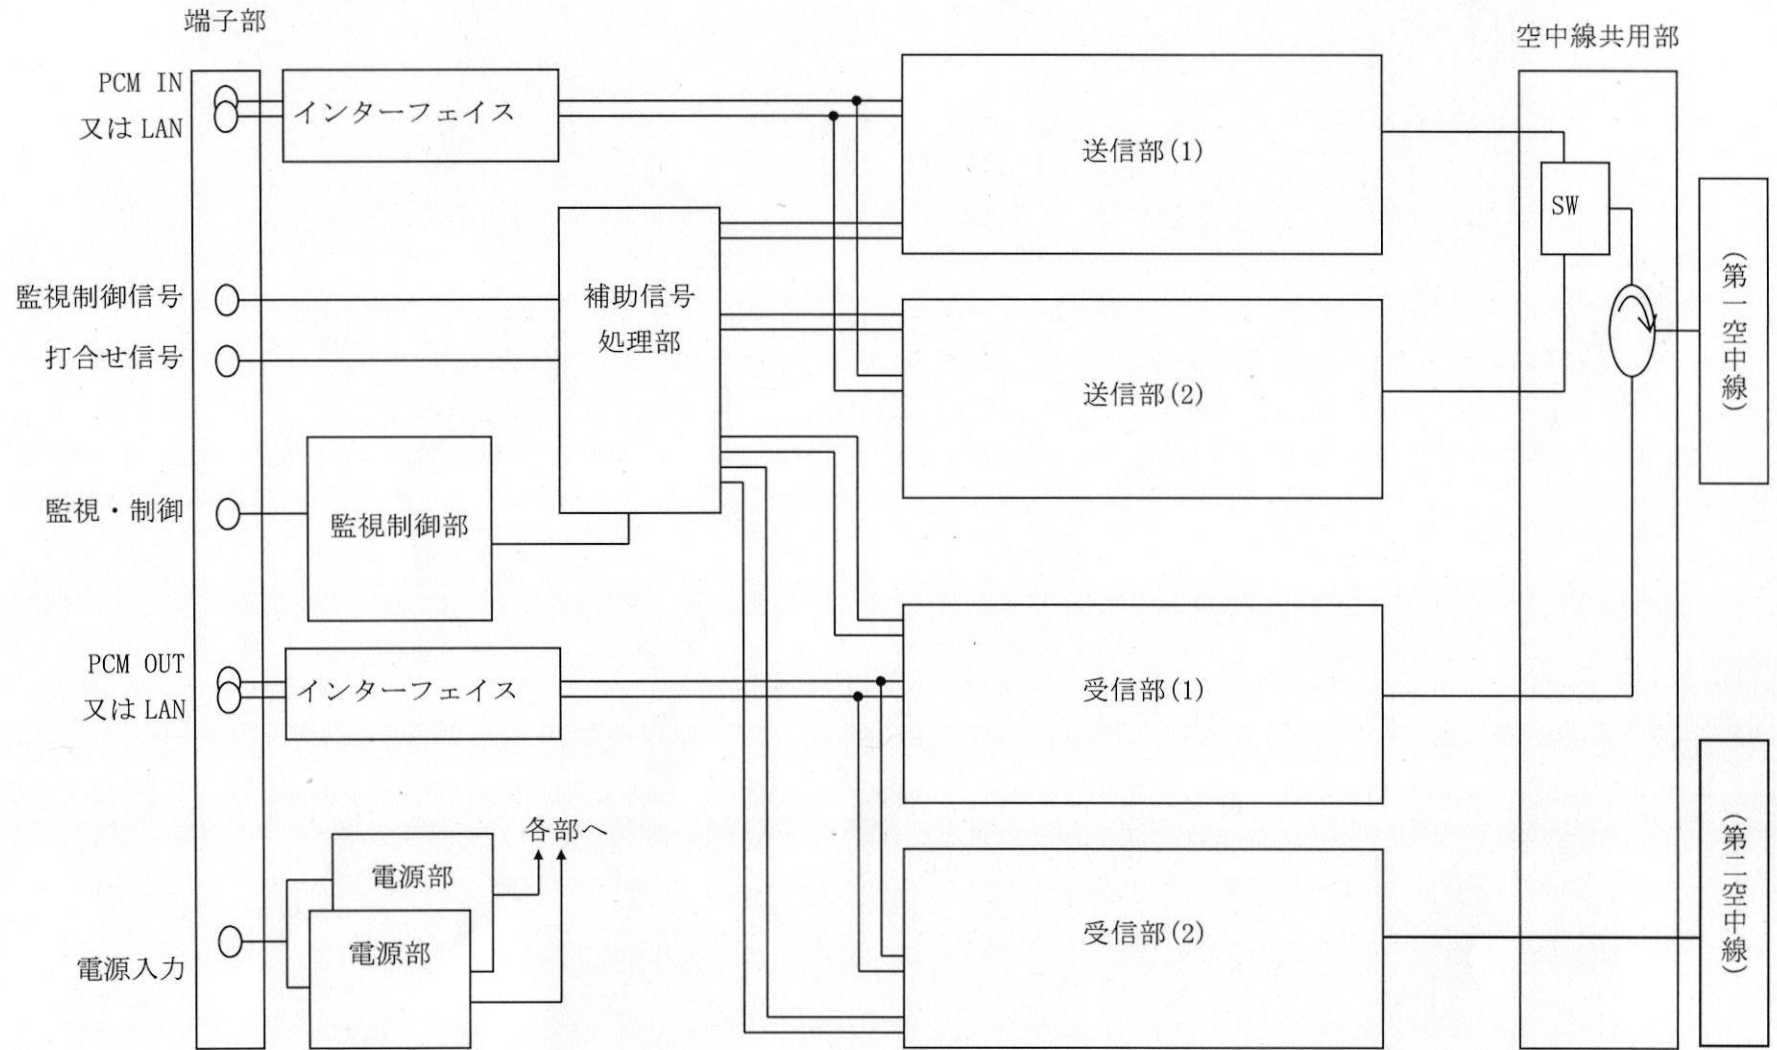 端子部
空中線共用部
PCM IN
又は LAN
インターフェイス
送信部(1)
SW
(第一空中線)
監視制御信号
打合せ信号
補助信号
処理部
送信部(2)
監視・制御
監視制御部
PCM OUT
又は LAN
インターフェイス
受信部(1)
各部へ
電源部
電源部
電源入力
受信部(2)
(第二空中線)